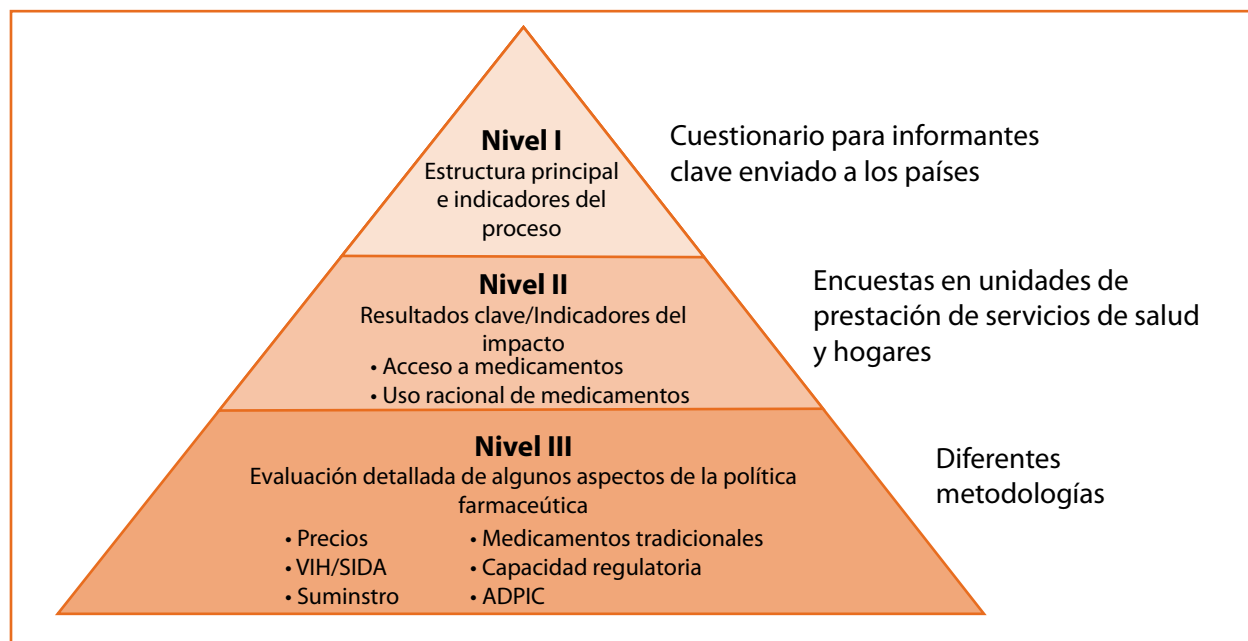 Nivel I
Estructura principal
e indicadores del
proceso
Cuestionario para informantes
clave enviado a los países
Nivel II
Resultados clave/Indicadores del
impacto
• Acceso a medicamentos
• Uso racional de medicamentos
Encuestas en unidades de
prestación de servicios de salud
y hogares
Nivel III
Evaluación detallada de algunos aspectos de la política
farmaceútica
• Precios
• VIH/SIDA
• Suminstro
• Medicamentos tradicionales
• Capacidad regulatoria
• ADPIC
Diferentes
metodologías